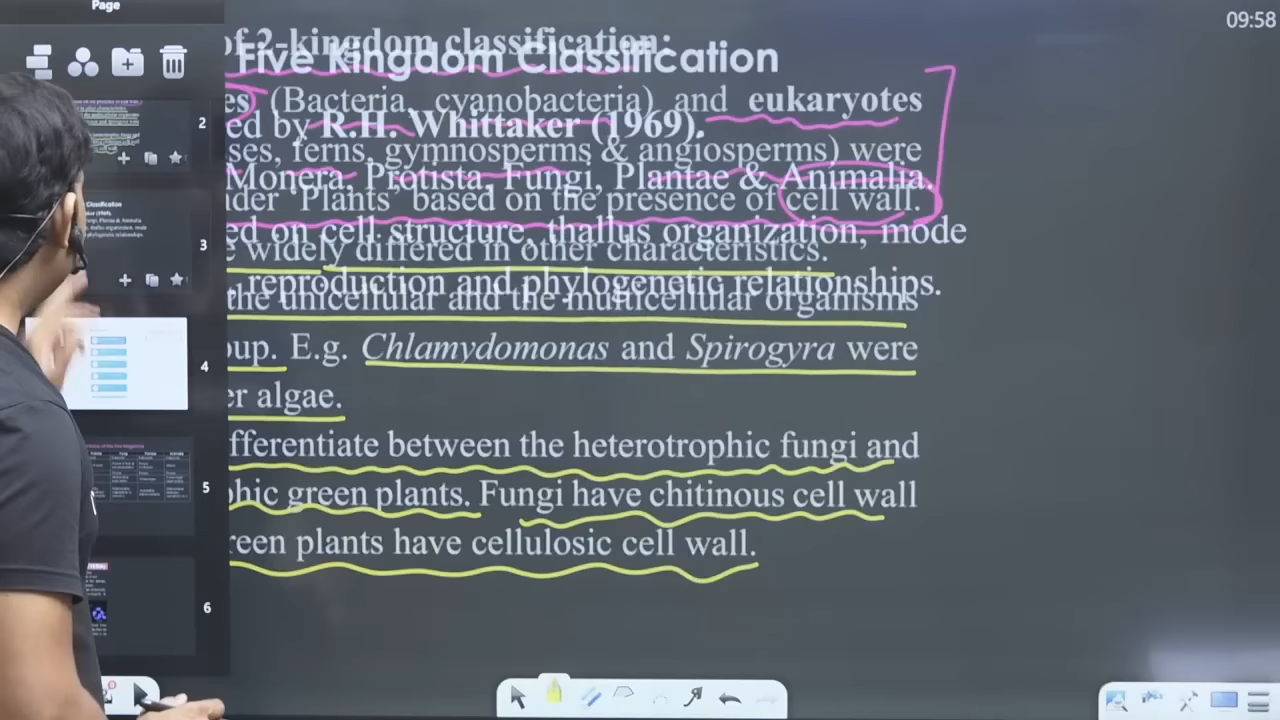 Page
09:58
of 2-kingdom classification:
Five Kingdom Classification
es (Bacteria, cyanobacteria) and eukaryotes
ed by R.H. Whittaker (1969).
ses, ferns, gymnosperms & angiosperms) were
Monera, Protista, Fungi, Plantae & Animalia.
der 'Plants' based on the presence of cell wall.
ed on cell structure, thallus organization, mode
widely differed in other characteristics.
, reproduction and phylogenetic relationships.
the unicellular and the multicellular organisms
oup. E.g. Chlamydomonas and Spirogyra were
er algae.
fferentiate between the heterotrophic fungi and
phic green plants. Fungi have chitinous cell wall
reen plants have cellulosic cell wall.
2
3
4
5
6